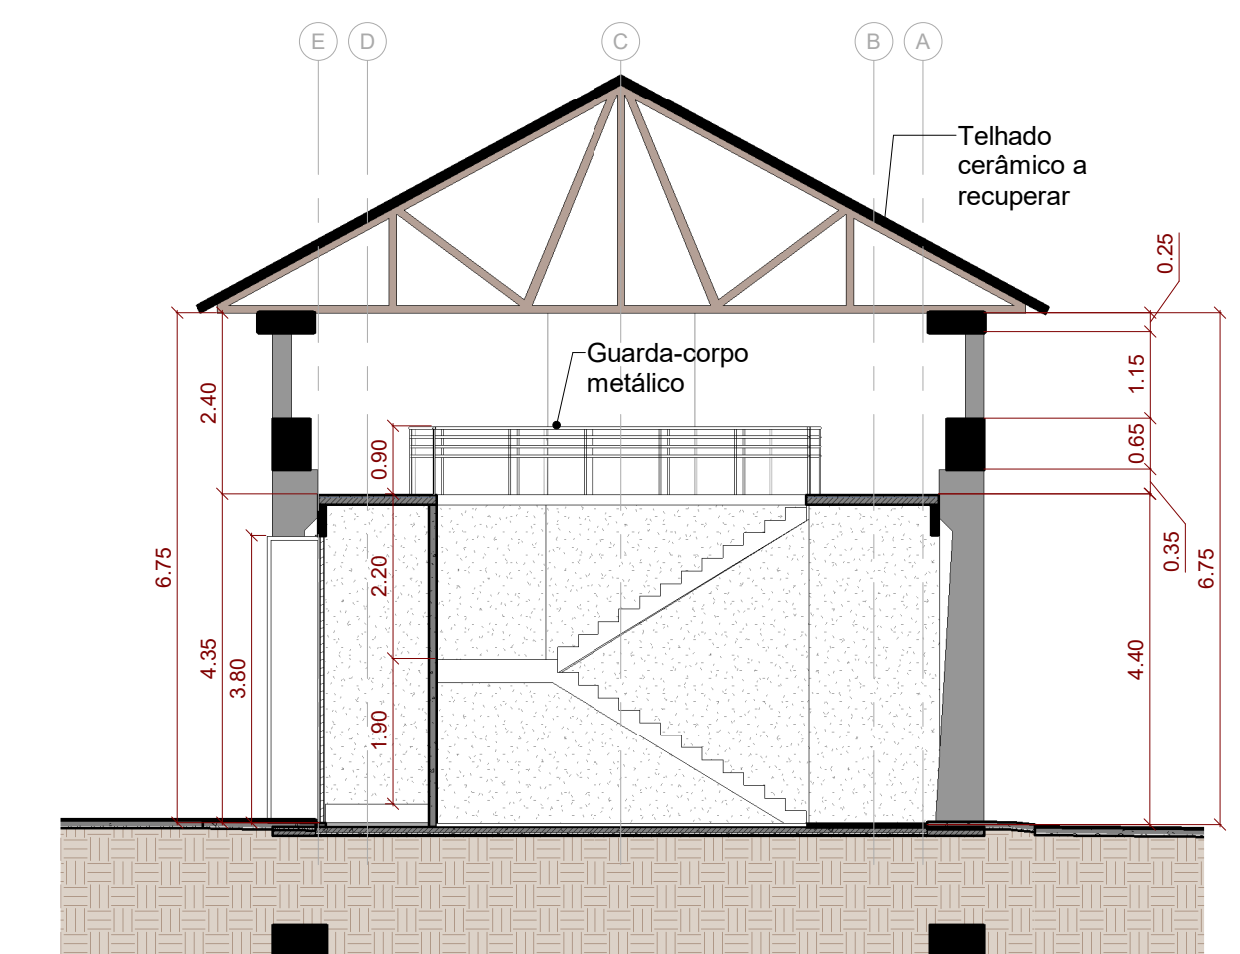 E D C B A
Telhado
cerâmico a
recuperar
0.25
Guarda-corpo
metálico
2.40
1.15
0.90
0.65
6.75
2.20
0.35
6.75
4.35
3.80
4.40
1.90